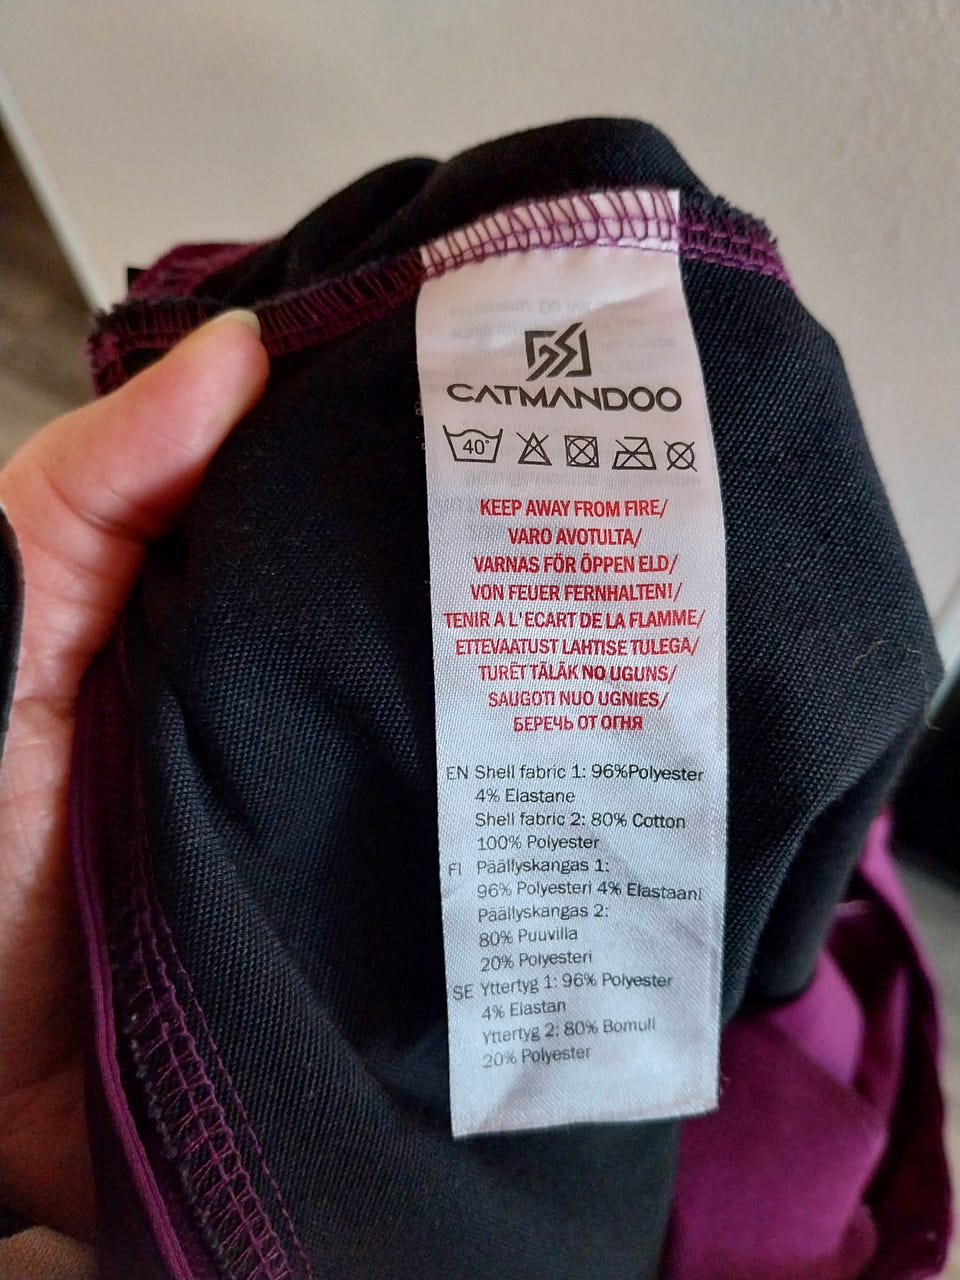 CATMANDOO
40°
KEEP AWAY FROM FIRE/
VARO AVOTULTA/
VARNAS FÖR ÖPPEN ELD/
VON FEUER FERNHALTEN!/
TENIR A L'ECART DE LA FLAMME/
ETTEVAATUST LAHTISE TULEGA/
TURĒT TĀLĀK NO UGUNS/
SAUGOTI NUO UGNIES/
БЕРЕЧЬ ОТ ОГНЯ
EN Shell fabric 1: 96%Polyester
4% Elastane
Shell fabric 2: 80% Cotton
100% Polyester
FI Päällyskangas 1:
96% Polyesteri 4% Elastaani
Päällyskangas 2:
80% Puuvilla
20% Polyesteri
SE Yttertyg 1: 96% Polyester
4% Elastan
Yttertyg 2: 80% Bomull
20% Polyester